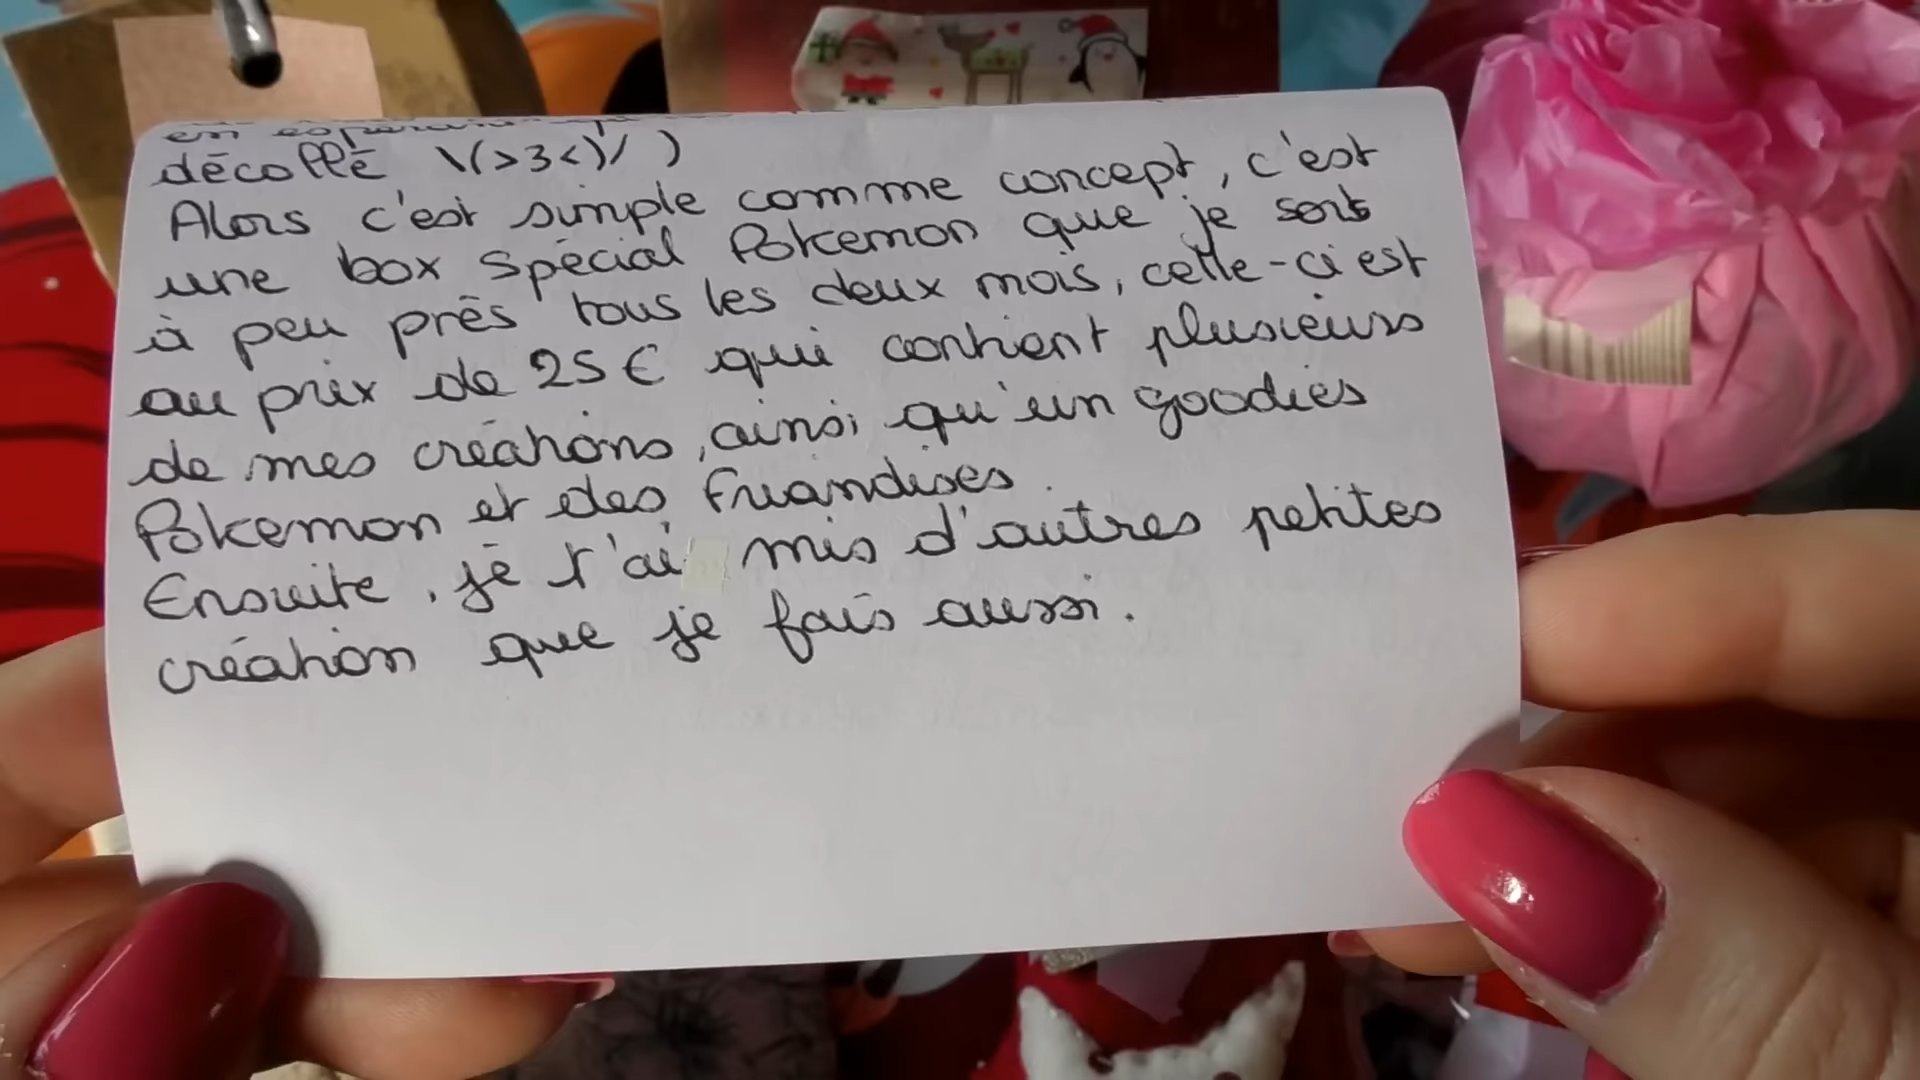 en espérant
décollé \(>3<)/ )
Alors c'est simple comme concept, c'est
une box spécial Pokemon que je sors
à peu près tous les deux mois, celle-ci est
au prix de 25€ qui contient plusieurs
de mes créations, ainsi qu'un goodies
Pokemon et des friandises.
Ensuite, je t'ai mis d'autres petites
création que je fais aussi.